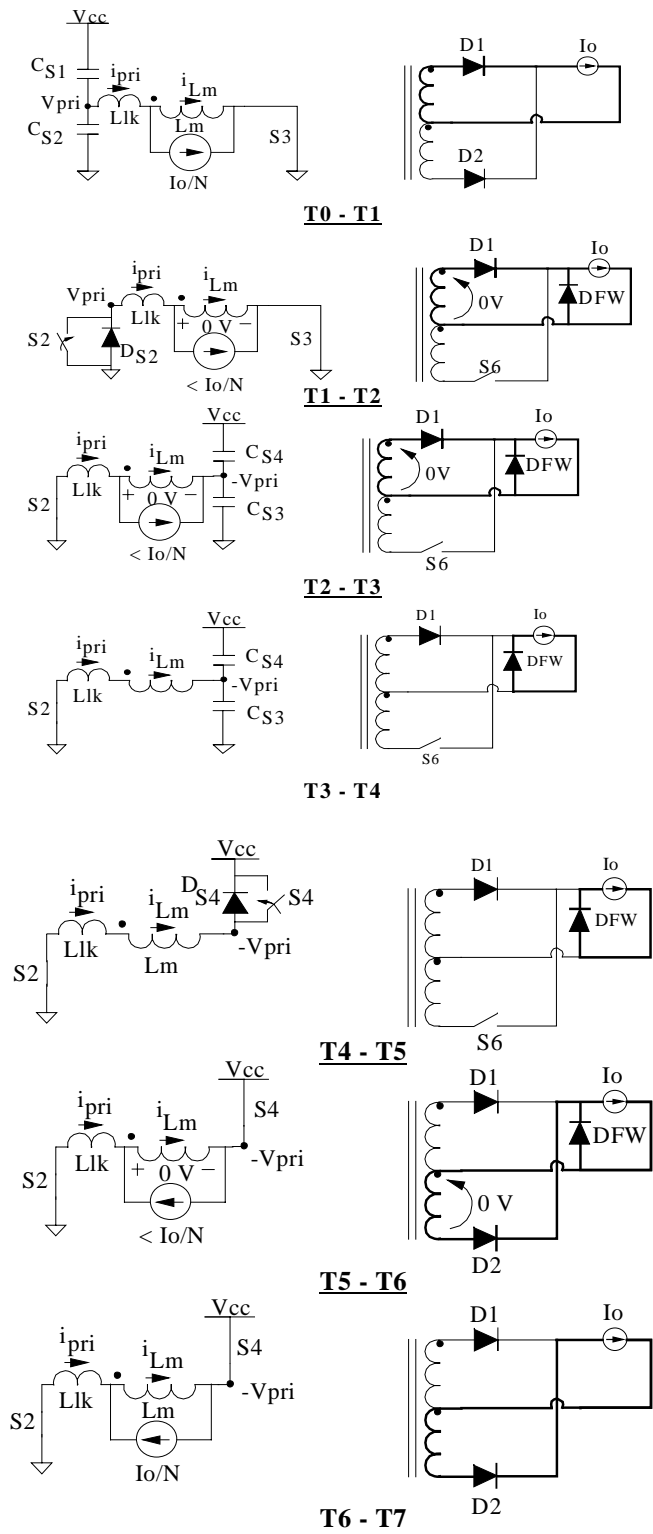 Vcc
CS1
ipri
iLm
Vpri
Llk
Lm
CS2
S3
Io/N
D1
Io
D2
T0 - T1
Vpri
ipri
iLm
Llk
S2
DS2
+ 0 V −
S3
< Io/N
D1
Io
0V
DFW
S6
T1 - T2
Vcc
ipri
iLm
CS4
Llk
-Vpri
S2
+ 0 V −
CS3
< Io/N
D1
Io
0V
DFW
S6
T2 - T3
Vcc
ipri
iLm
CS4
Llk
-Vpri
S2
CS3
D1
Io
DFW
S6
T3 - T4
Vcc
ipri
iLm
DS4
S4
Llk
Lm
-Vpri
S2
D1
Io
DFW
S6
T4 - T5
Vcc
ipri
iLm
S4
Llk
-Vpri
S2
+ 0 V −
< Io/N
D1
Io
DFW
0 V
D2
T5 - T6
Vcc
ipri
iLm
S4
Llk
-Vpri
S2
Lm
Io/N
D1
Io
D2
T6 - T7